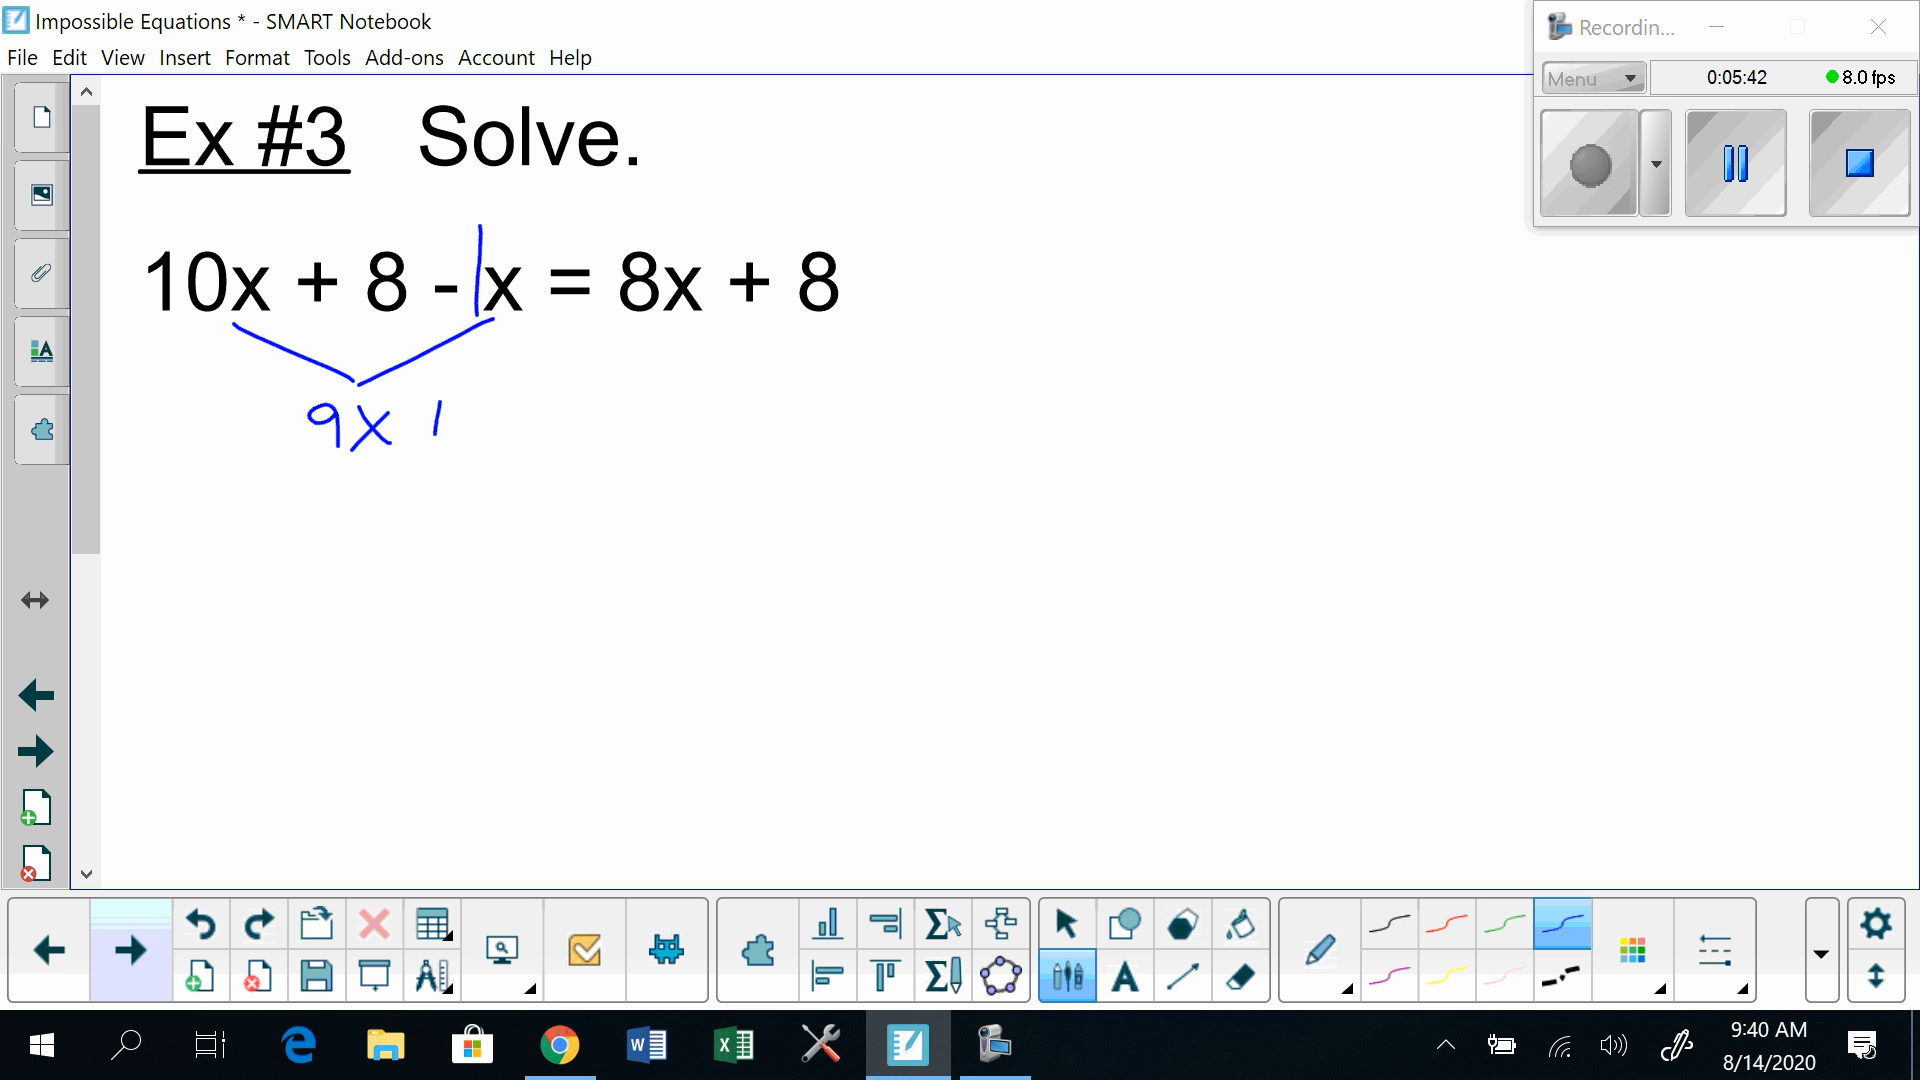 Impossible Equations * - SMART Notebook
File Edit View Insert Format Tools Add-ons Account Help
Recordin...
Menu 0:05:42 8.0 fps
Ex #3 Solve.
10x + 8 - 1x = 8x + 8
9x
9:40 AM
8/14/2020